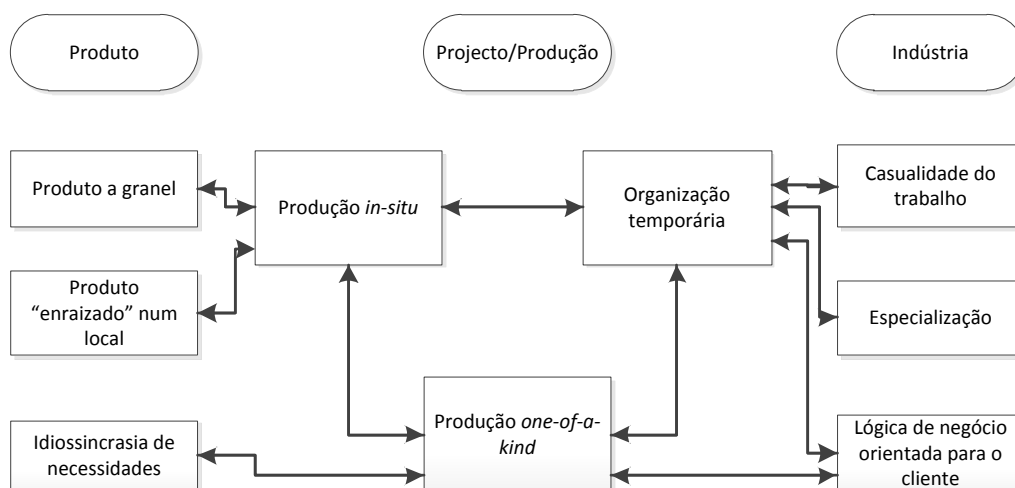 Produto
Projecto/Produção
Indústria
Produto a granel
Produção in-situ
Organização
temporária
Casualidade do
trabalho
Produto
“enraizado” num
local
Especialização
Idiossincrasia de
necessidades
Produção one-of-a-
kind
Lógica de negócio
orientada para o
cliente